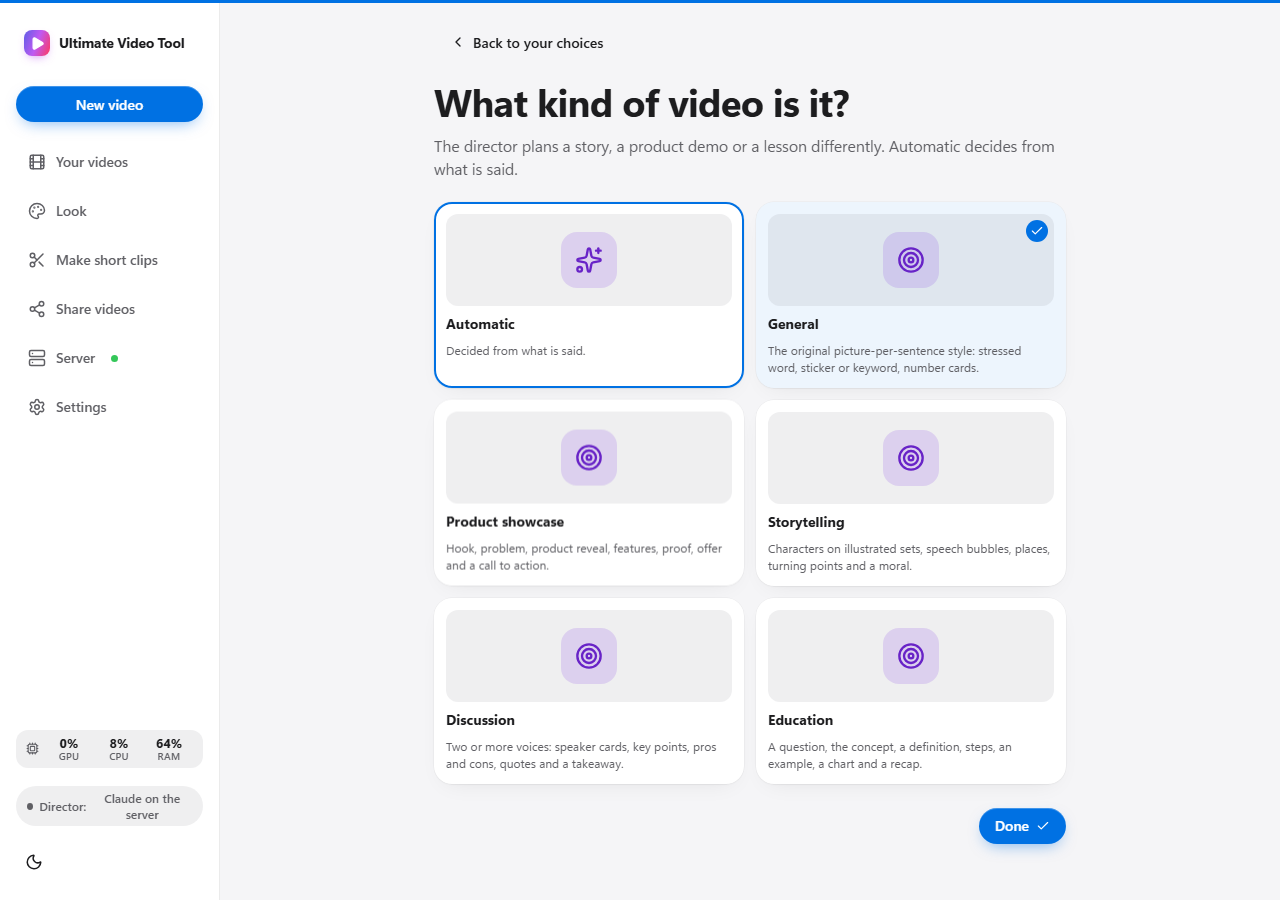 Ultimate Video Tool
New video
Your videos
Look
Make short clips
Share videos
Server
Settings
0%
GPU
8%
CPU
64%
RAM
Director:
Claude on the
server
Back to your choices
What kind of video is it?
The director plans a story, a product demo or a lesson differently. Automatic decides from
what is said.
Automatic
Decided from what is said.
General
The original picture-per-sentence style: stressed
word, sticker or keyword, number cards.
Product showcase
Hook, problem, product reveal, features, proof, offer
and a call to action.
Storytelling
Characters on illustrated sets, speech bubbles, places,
turning points and a moral.
Discussion
Two or more voices: speaker cards, key points, pros
and cons, quotes and a takeaway.
Education
A question, the concept, a definition, steps, an
example, a chart and a recap.
Done